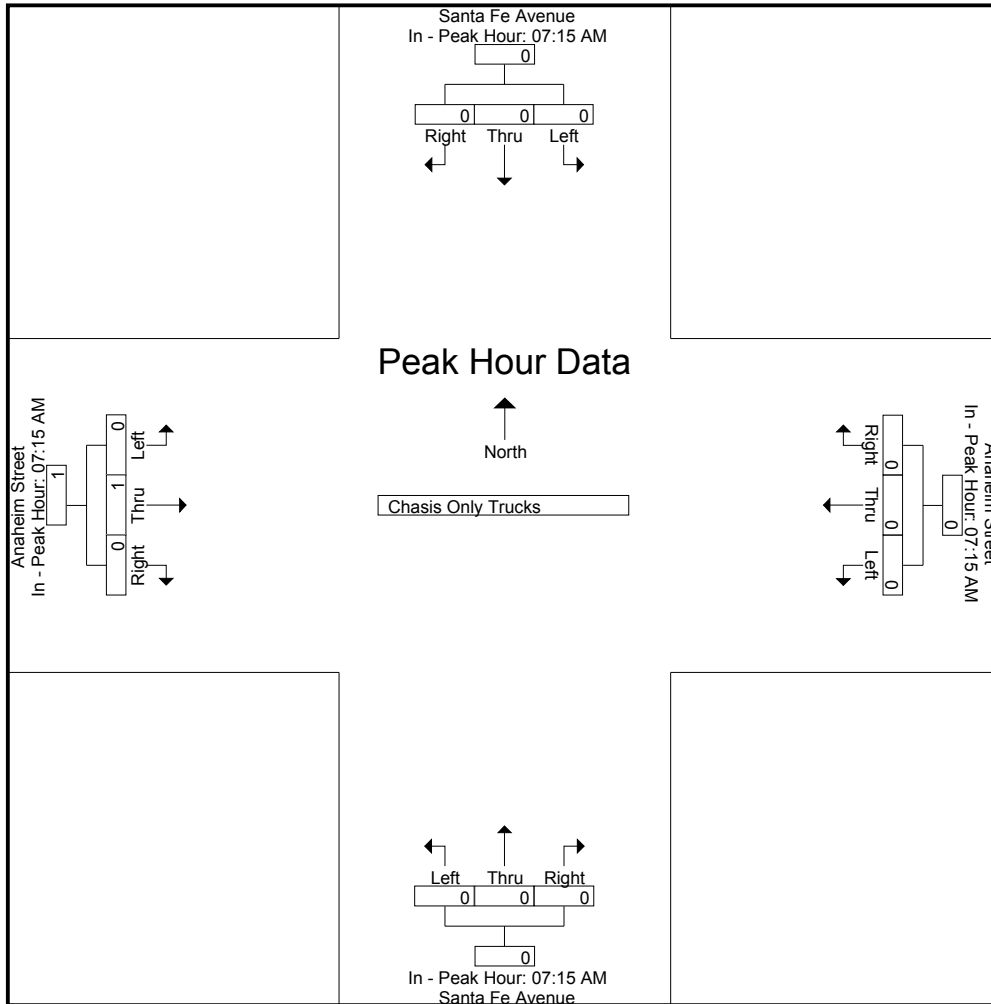 Santa Fe Avenue
In - Peak Hour: 07:15 AM
0
0 0 0
Right Thru Left
Peak Hour Data
North
Chasis Only Trucks
Anaheim Street
In - Peak Hour: 07:15 AM
1
0 1 0
Left Thru Right
Anaheim Street
In - Peak Hour: 07:15 AM
0
0 0 0
Right Thru Left
Left Thru Right
0 0 0
0
In - Peak Hour: 07:15 AM
Santa Fe Avenue